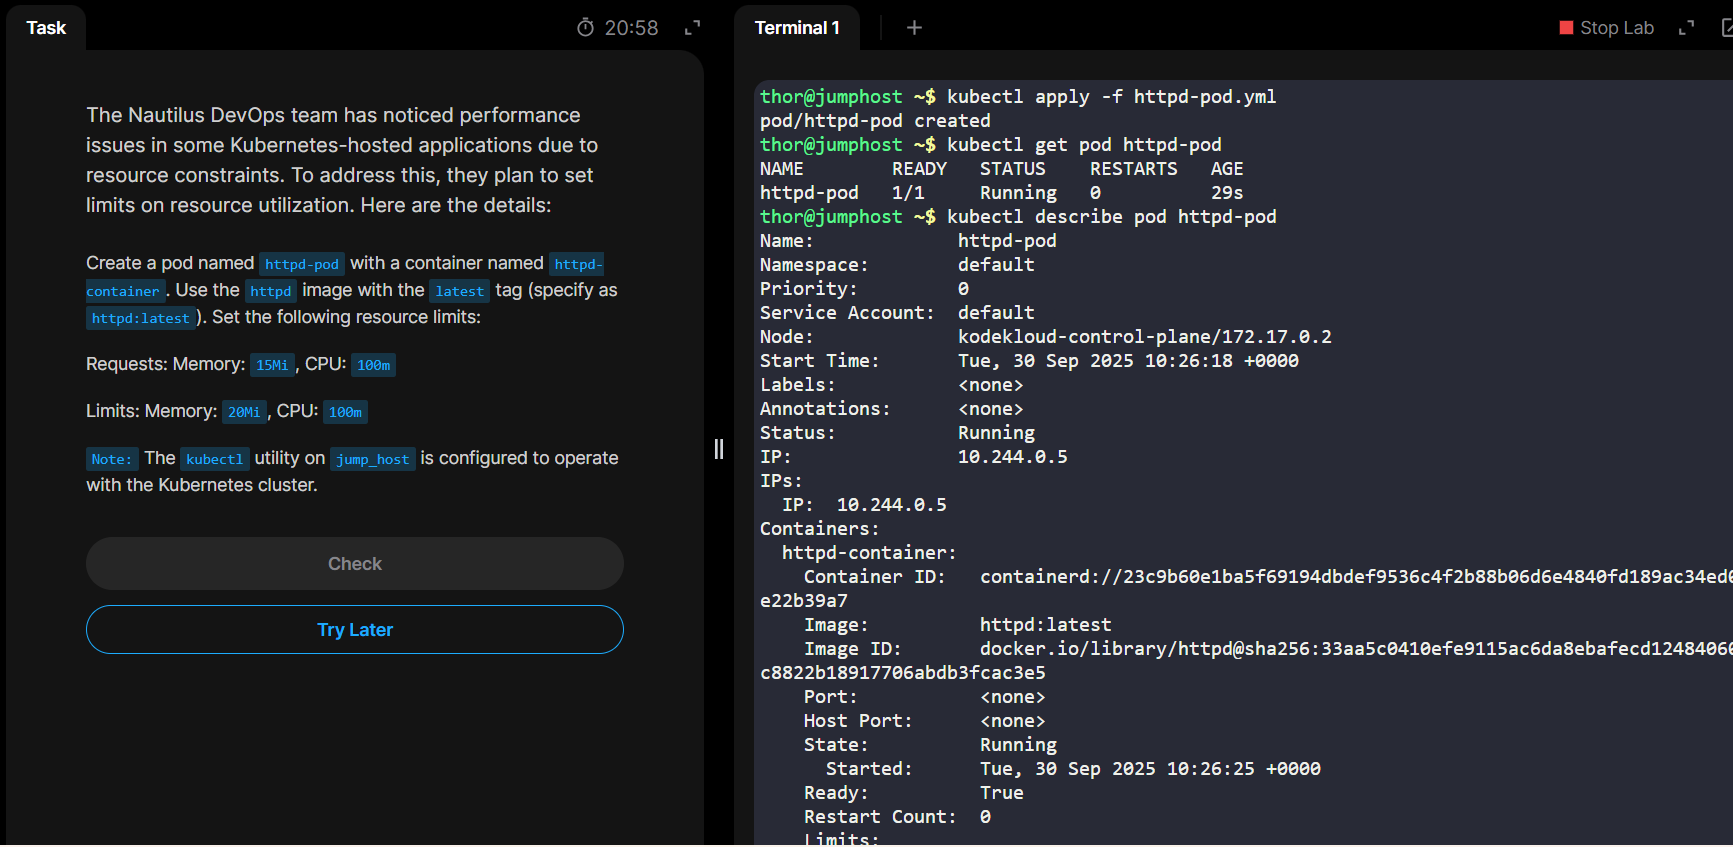 Task
20:58
The Nautilus DevOps team has noticed performance
issues in some Kubernetes-hosted applications due to
resource constraints. To address this, they plan to set
limits on resource utilization. Here are the details:
Create a pod named httpd-pod with a container named httpd-
container. Use the httpd image with the latest tag (specify as
httpd:latest). Set the following resource limits:
Requests: Memory: 15Mi, CPU: 100m
Limits: Memory: 20Mi, CPU: 100m
Note: The kubectl utility on jump_host is configured to operate
with the Kubernetes cluster.
Check
Try Later
Terminal 1
+
Stop Lab
thor@jumphost ~$ kubectl apply -f httpd-pod.yml
pod/httpd-pod created
thor@jumphost ~$ kubectl get pod httpd-pod
NAME        READY   STATUS    RESTARTS   AGE
httpd-pod   1/1     Running   0          29s
thor@jumphost ~$ kubectl describe pod httpd-pod
Name:             httpd-pod
Namespace:        default
Priority:         0
Service Account:  default
Node:             kodekloud-control-plane/172.17.0.2
Start Time:       Tue, 30 Sep 2025 10:26:18 +0000
Labels:           <none>
Annotations:      <none>
Status:           Running
IP:               10.244.0.5
IPs:
  IP:  10.244.0.5
Containers:
  httpd-container:
    Container ID:   containerd://23c9b60e1ba5f69194dbdef9536c4f2b88b06d6e4840fd189ac34ed
e22b39a7
    Image:          httpd:latest
    Image ID:       docker.io/library/httpd@sha256:33aa5c0410efe9115ac6da8ebafecd1248406
c8822b18917706abdb3fcac3e5
    Port:           <none>
    Host Port:      <none>
    State:          Running
      Started:      Tue, 30 Sep 2025 10:26:25 +0000
    Ready:          True
    Restart Count:  0
    Limits: